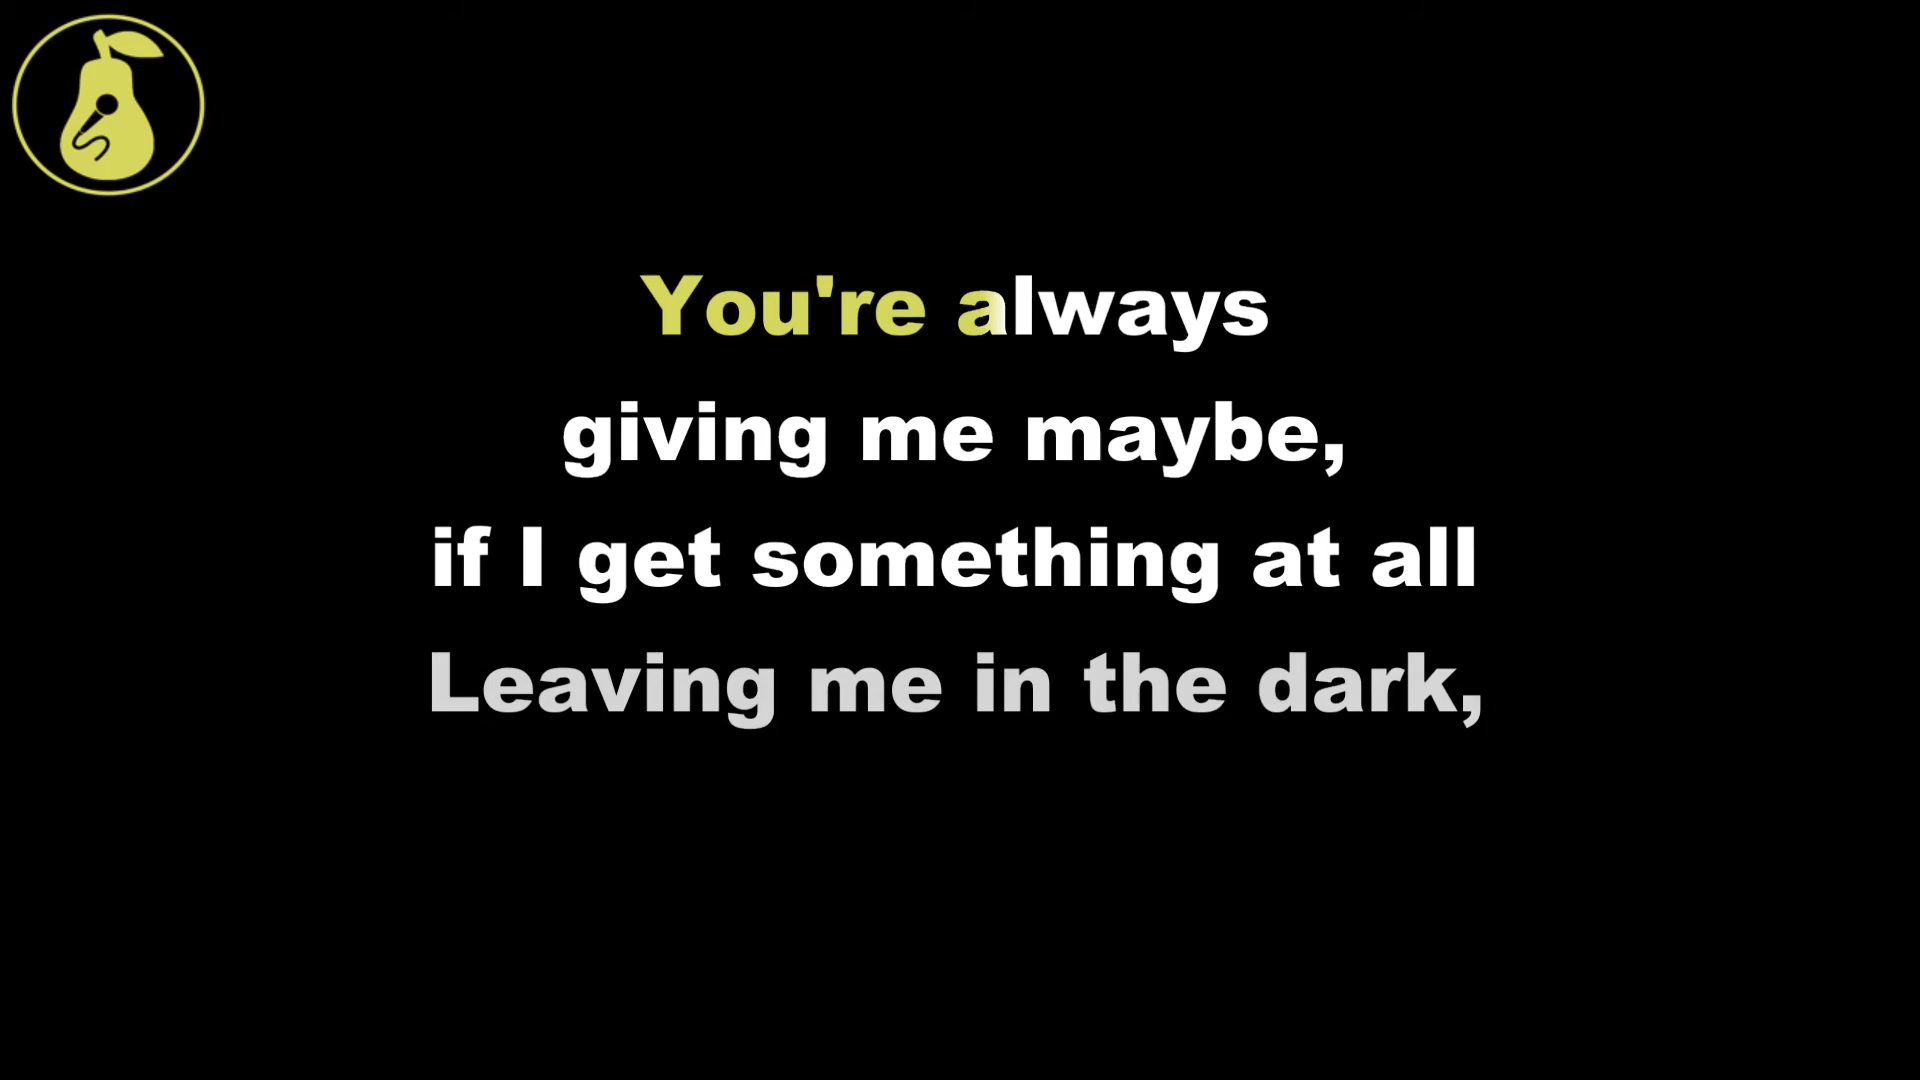 You're always
giving me maybe,
if I get something at all
Leaving me in the dark,